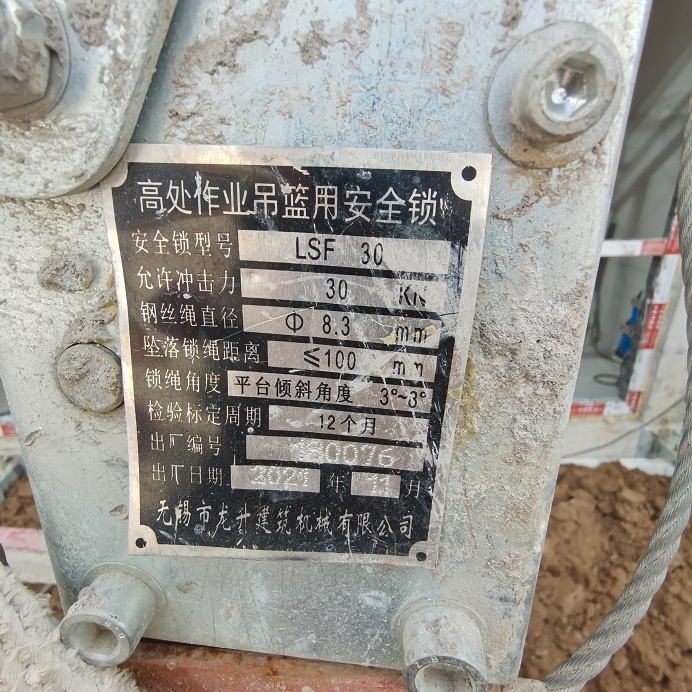 高处作业吊篮用安全锁
安全锁型号 LSF 30
允许冲击力 30 KN
钢丝绳直径 Φ 8.3 mm
坠落锁绳距离 ≤100 mm
锁绳角度 平台倾斜角度 3°~3°
检验标定周期 12个月
出厂编号 180076
出厂日期 2021 年 11 月
无锡市龙升建筑机械有限公司